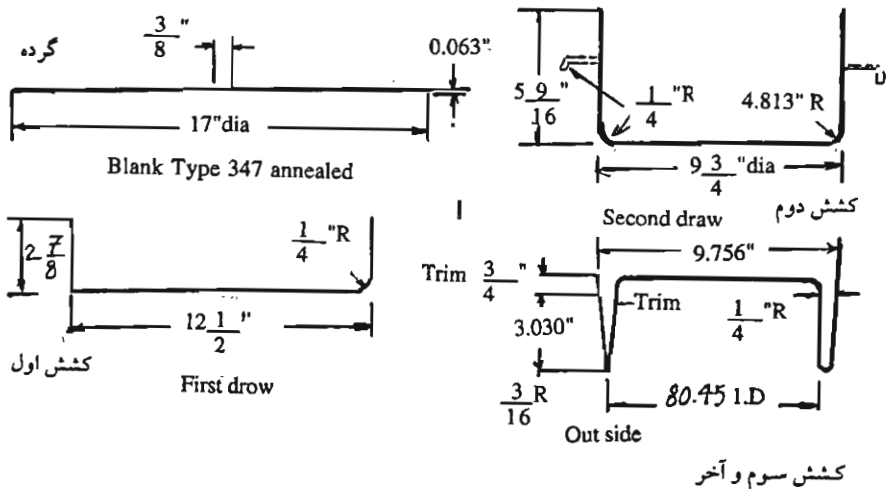 گرده
3/8"
0.063"
17"dia
Blank Type 347 annealed
5 9/16"
1/4"R
4.813" R
9 3/4"dia
Second draw
کشش دوم
2 7/8
1/4"R
12 1/2"
کشش اول
First drow
9.756"
Trim 3/4"
Trim
3.030"
1/4"R
3/16 R
80.45 I.D
Out side
کشش سوم و آخر